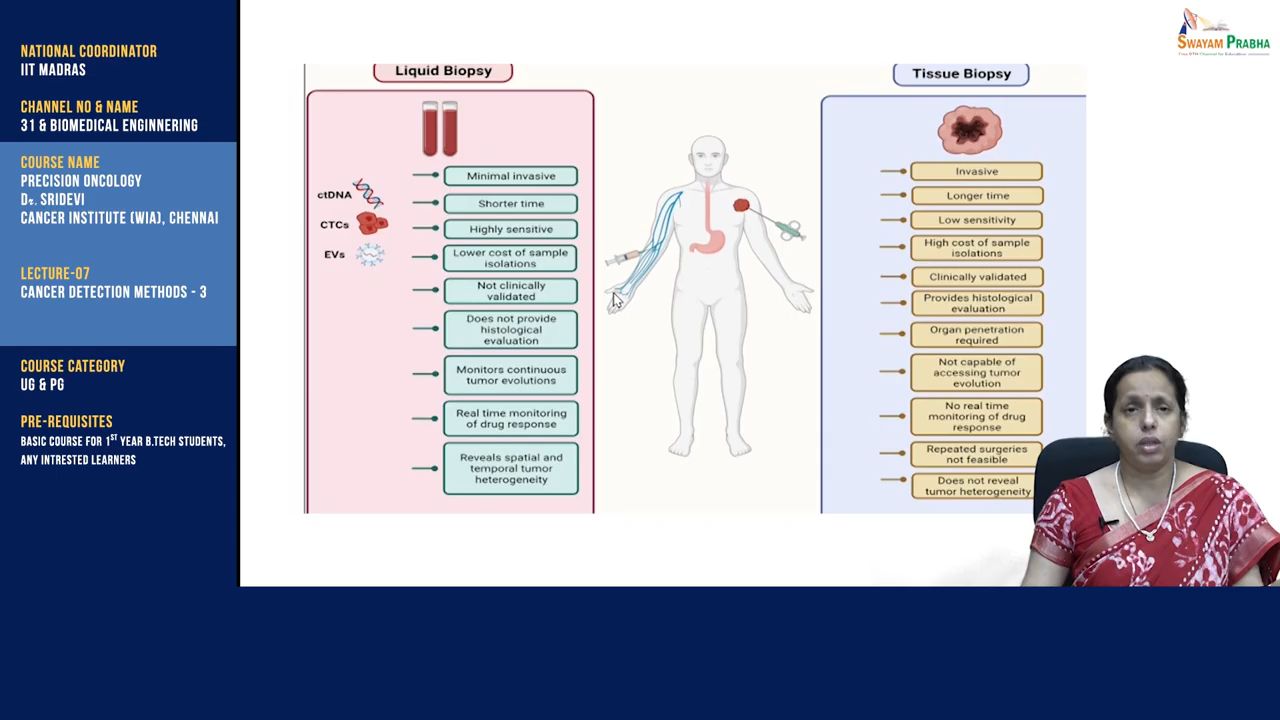 NATIONAL COORDINATOR
IIT MADRAS
CHANNEL NO & NAME
31 & BIOMEDICAL ENGINNERING
COURSE NAME
PRECISION ONCOLOGY
Dr. SRIDEVI
CANCER INSTITUTE (WIA), CHENNAI
LECTURE-07
CANCER DETECTION METHODS - 3
COURSE CATEGORY
UG & PG
PRE-REQUISITES
BASIC COURSE FOR 1ST YEAR B.TECH STUDENTS,
ANY INTRESTED LEARNERS
Liquid Biopsy
ctDNA
CTCs
EVs
Minimal invasive
Shorter time
Highly sensitive
Lower cost of sample
isolations
Not clinically
validated
Does not provide
histological
evaluation
Monitors continuous
tumor evolutions
Real time monitoring
of drug response
Reveals spatial and
temporal tumor
heterogeneity
Tissue Biopsy
Invasive
Longer time
Low sensitivity
High cost of sample
isolations
Clinically validated
Provides histological
evaluation
Organ penetration
required
Not capable of
accessing tumor
evolution
No real time
monitoring of drug
response
Repeated surgeries
not feasible
Does not reveal
tumor heterogeneity
SWAYAM PRABHA